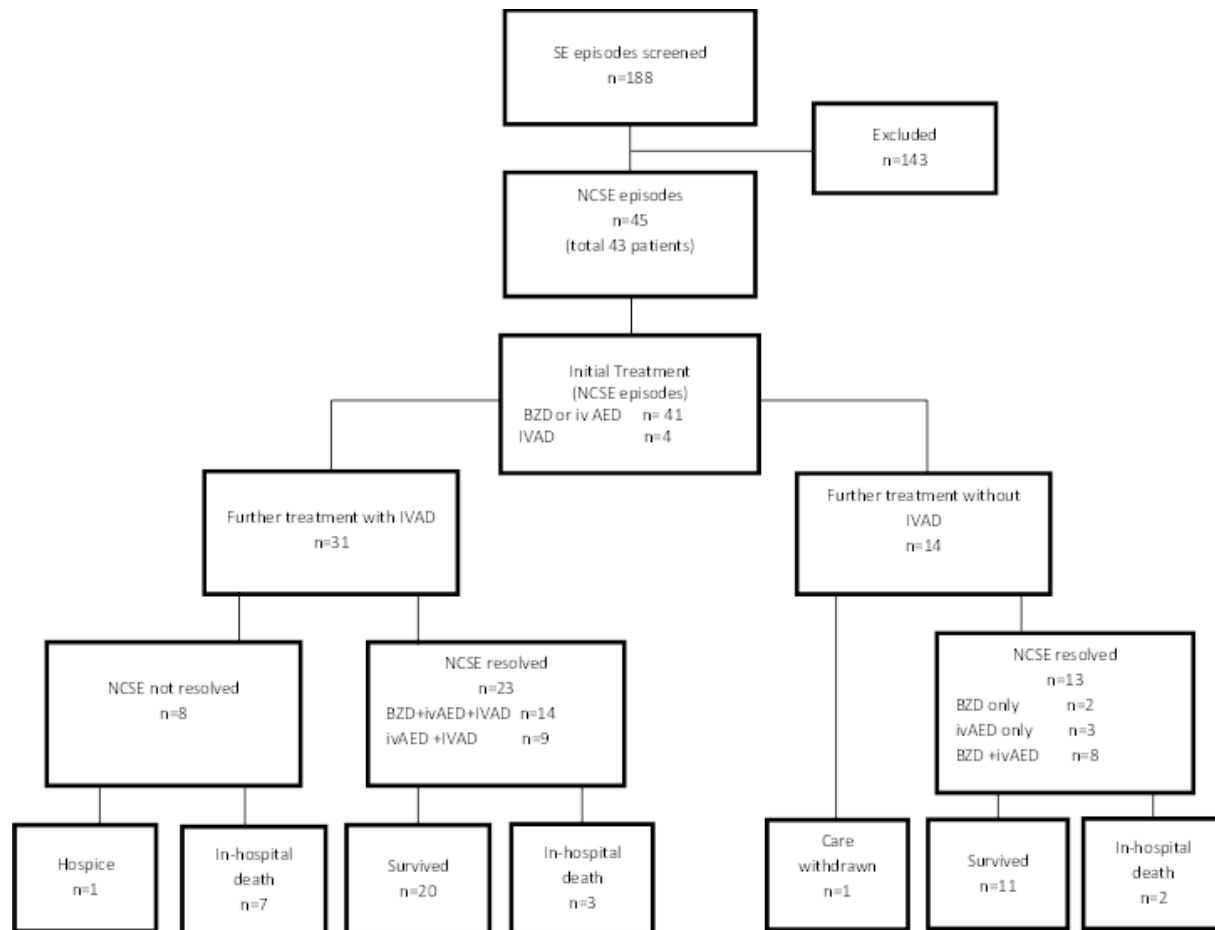 SE episodes screened
n=188
Excluded
n=143
NCSE episodes
n=45
(total 43 patients)
Initial Treatment
(NCSE episodes)
BZD or iv AED n= 41
IVAD n=4
Further treatment with IVAD
n=31
Further treatment without
IVAD
n=14
NCSE not resolved
n=8
NCSE resolved
n=23
BZD+ivAED+IVAD n=14
ivAED +IVAD n=9
NCSE resolved
n=13
BZD only n=2
ivAED only n=3
BZD +ivAED n=8
Hospice
n=1
In-hospital
death
n=7
Survived
n=20
In-hospital
death
n=3
Care
withdrawn
n=1
Survived
n=11
In-hospital
death
n=2